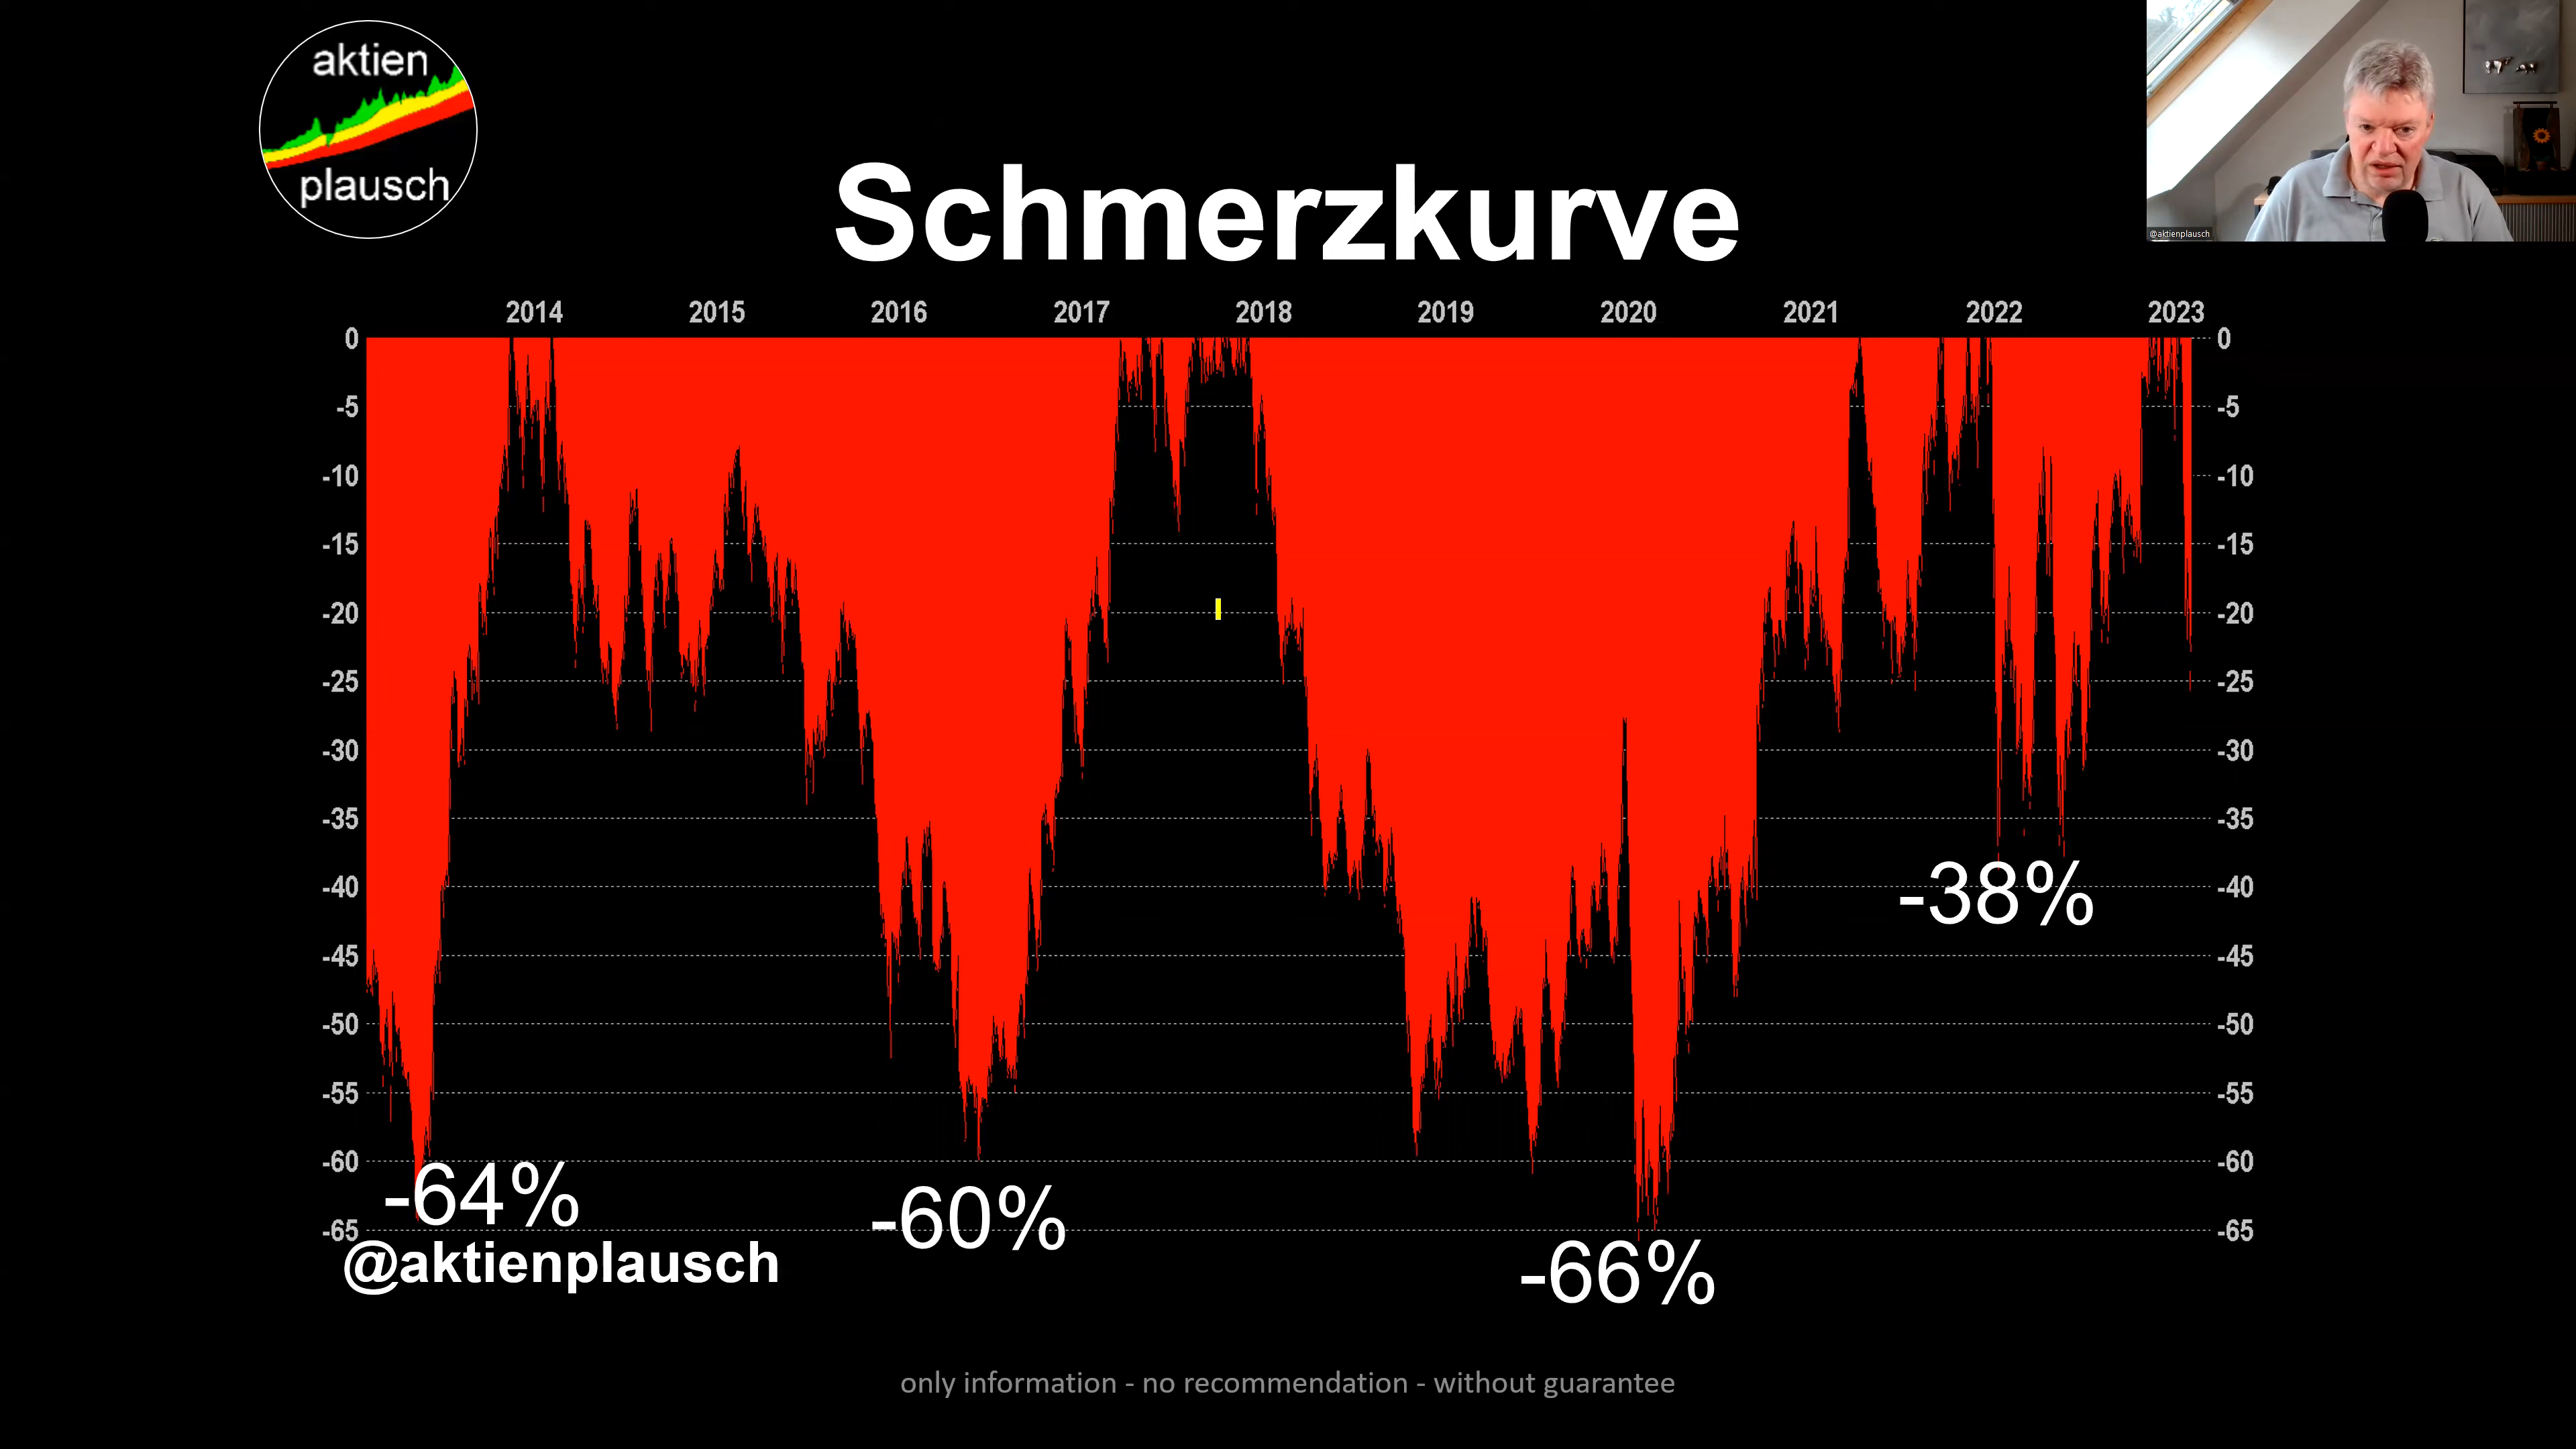 aktien
plausch
@aktienplausch
Schmerzkurve
2014 2015 2016 2017 2018 2019 2020 2021 2022 2023
0 0
-5 -5
-10 -10
-15 -15
-20 -20
-25 -25
-30 -30
-35 -35
-40 -38% -40
-45 -45
-50 -50
-55 -55
-60 -60
-64% -60%
-65 -65
@aktienplausch -66%
only information - no recommendation - without guarantee